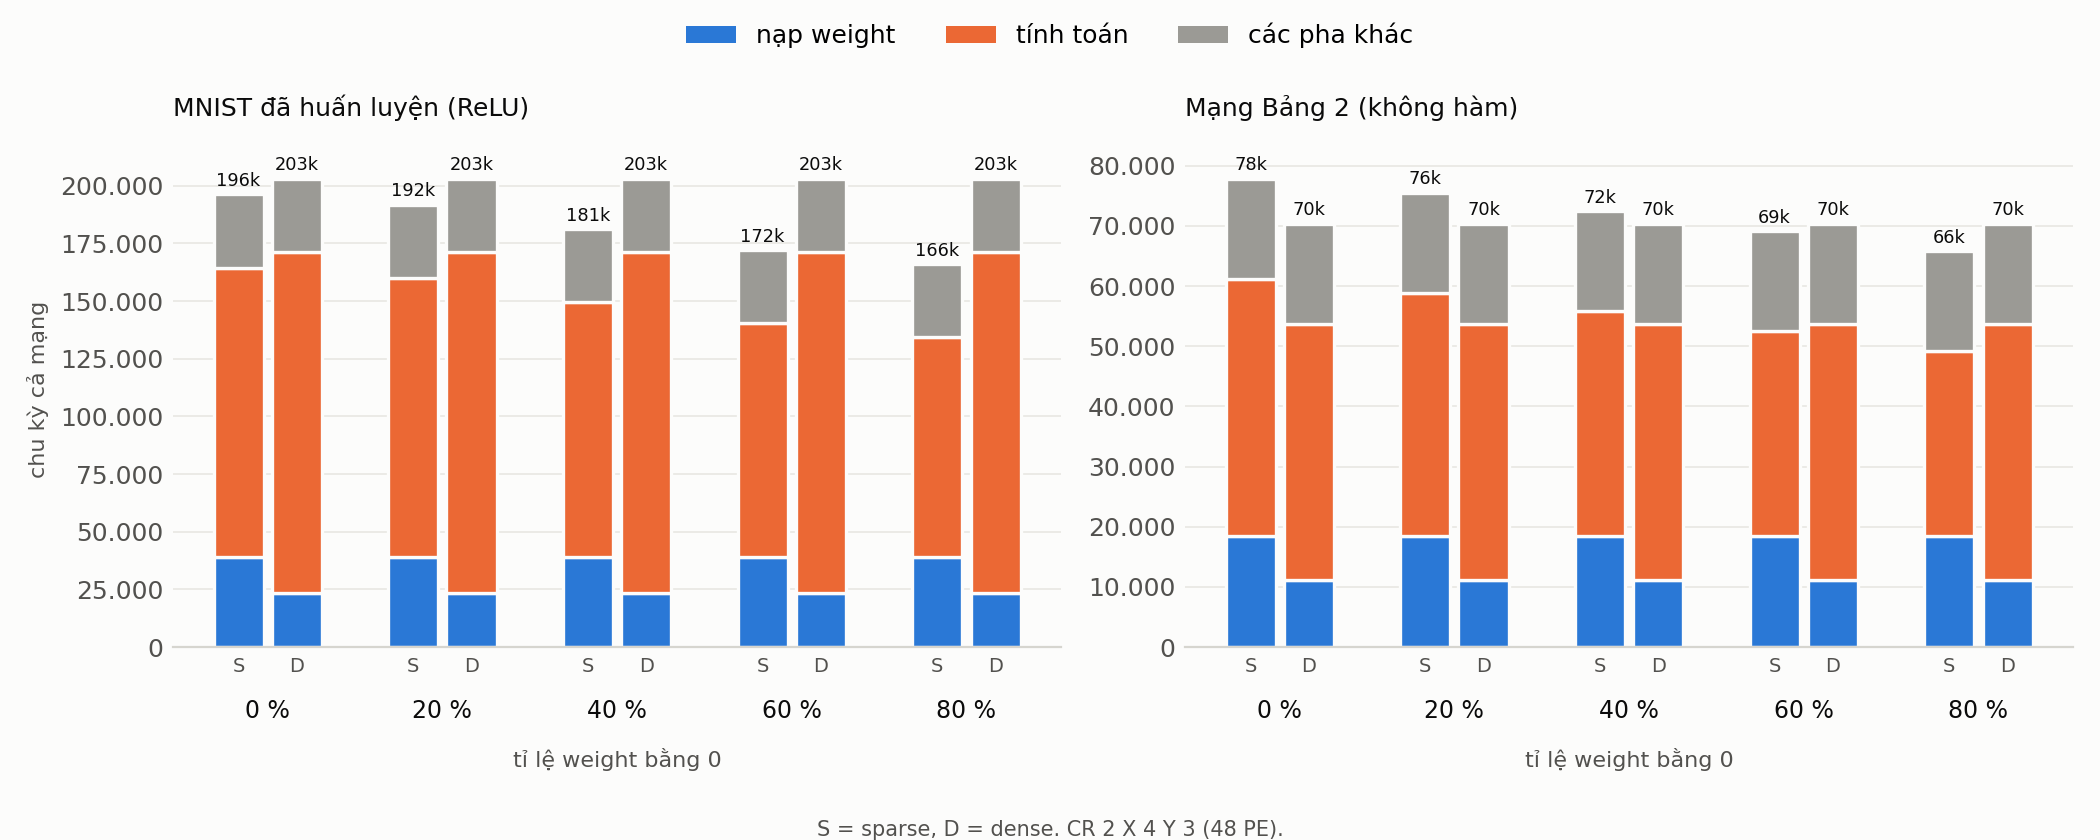 nạp weight tính toán các pha khác
MNIST đã huấn luyện (ReLU)
chu kỳ cả mạng
200.000
175.000
150.000
125.000
100.000
75.000
50.000
25.000
0
196k 203k 192k 203k 181k 203k 172k 203k 166k 203k
S D S D S D S D S D
0 % 20 % 40 % 60 % 80 %
tỉ lệ weight bằng 0
Mạng Bảng 2 (không hàm)
80.000
70.000
60.000
50.000
40.000
30.000
20.000
10.000
0
78k 70k 76k 70k 72k 70k 69k 70k 66k 70k
S D S D S D S D S D
0 % 20 % 40 % 60 % 80 %
tỉ lệ weight bằng 0
S = sparse, D = dense. CR 2 X 4 Y 3 (48 PE).